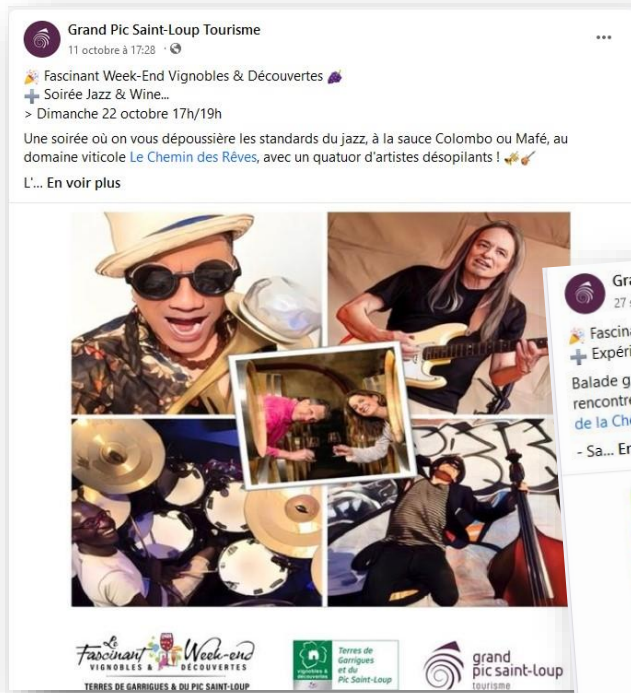 Grand Pic Saint-Loup Tourisme
11 octobre à 17:28
Fascinant Week-End Vignobles & Découvertes
Soirée Jazz & Wine...
> Dimanche 22 octobre 17h/19h
Une soirée où on vous dépoussière les standards du jazz, à la sauce Colombo ou Mafé, au
domaine viticole Le Chemin des Rêves, avec un quatuor d'artistes désopilants !
L'... En voir plus
Le
Fascinant Week-end
VIGNOBLES & DÉCOUVERTES
TERRES DE GARRIGUES & DU PIC SAINT-LOUP
vignobles &
découvertes
Terres de
Garrigues
et du
Pic Saint-Loup
grand
pic saint-loup
tourisme
Gra
27
Fascina
Expéri
Balade g
rencontre
de la Che
- Sa... En